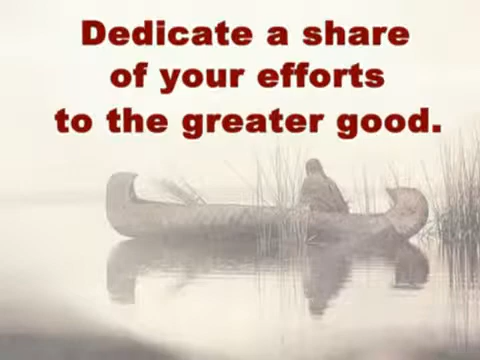 Dedicate a share
of your efforts
to the greater good.